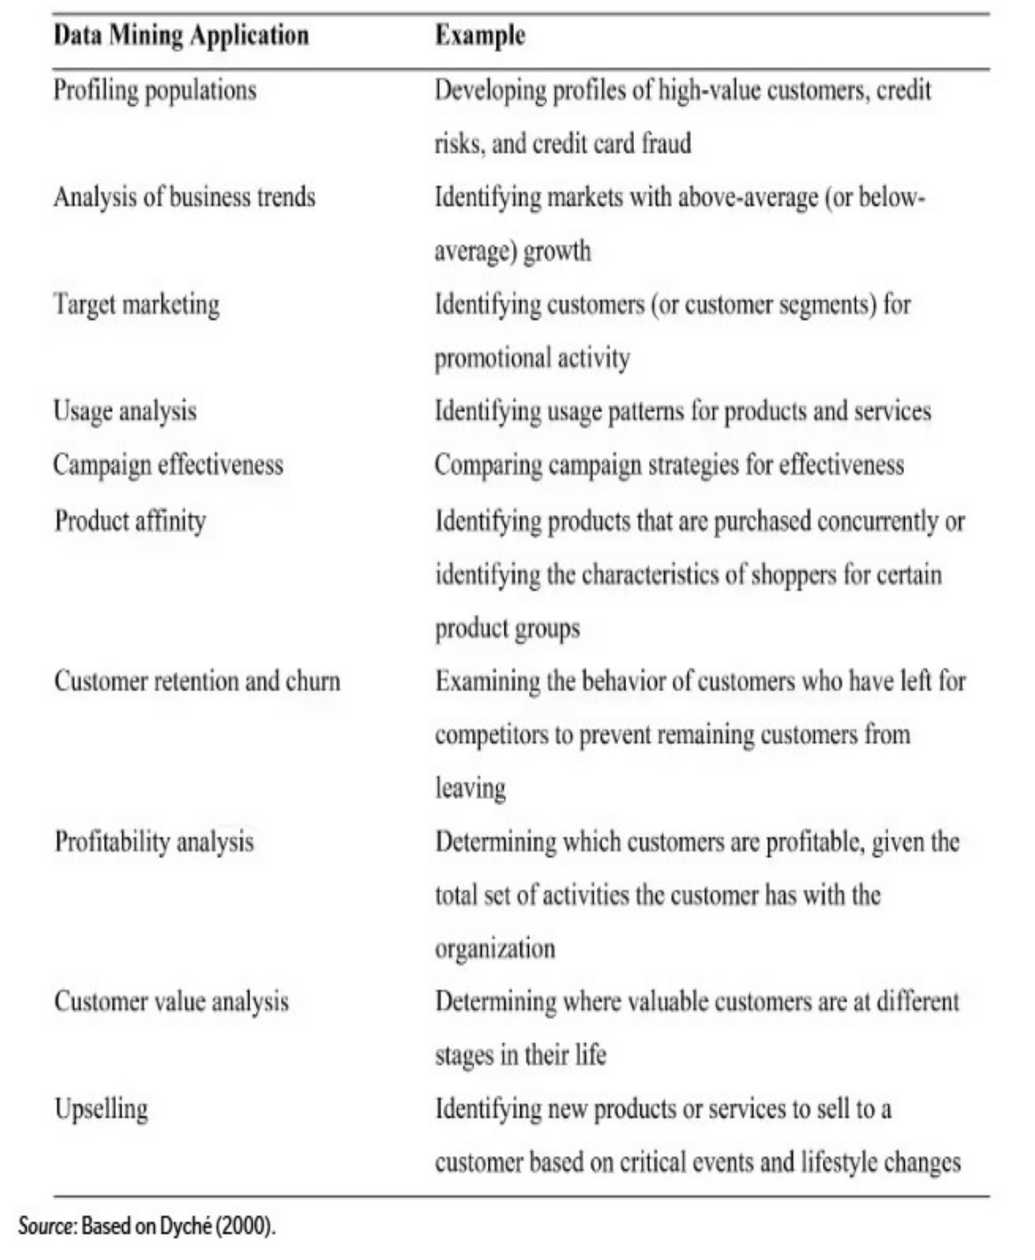 Data Mining Application Example
Profiling populations Developing profiles of high-value customers, credit
risks, and credit card fraud
Analysis of business trends Identifying markets with above-average (or below-
average) growth
Target marketing Identifying customers (or customer segments) for
promotional activity
Usage analysis Identifying usage patterns for products and services
Campaign effectiveness Comparing campaign strategies for effectiveness
Product affinity Identifying products that are purchased concurrently or
identifying the characteristics of shoppers for certain
product groups
Customer retention and churn Examining the behavior of customers who have left for
competitors to prevent remaining customers from
leaving
Profitability analysis Determining which customers are profitable, given the
total set of activities the customer has with the
organization
Customer value analysis Determining where valuable customers are at different
stages in their life
Upselling Identifying new products or services to sell to a
customer based on critical events and lifestyle changes
Source: Based on Dyché (2000).